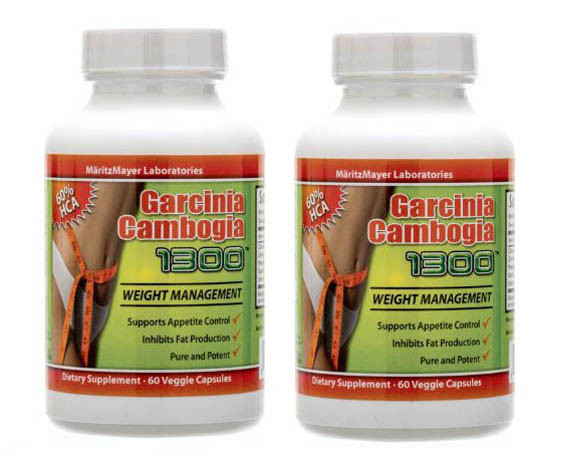 MäritzMayer Laboratories
60%
HCA
Garcinia
Cambogia
1300™
WEIGHT MANAGEMENT
Supports Appetite Control ✓
Inhibits Fat Production ✓
Pure and Potent ✓
Dietary Supplement · 60 Veggie Capsules
MäritzMayer Laboratories
60%
HCA
Garcinia
Cambogia
1300™
WEIGHT MANAGEMENT
Supports Appetite Control ✓
Inhibits Fat Production ✓
Pure and Potent ✓
Dietary Supplement · 60 Veggie Capsules